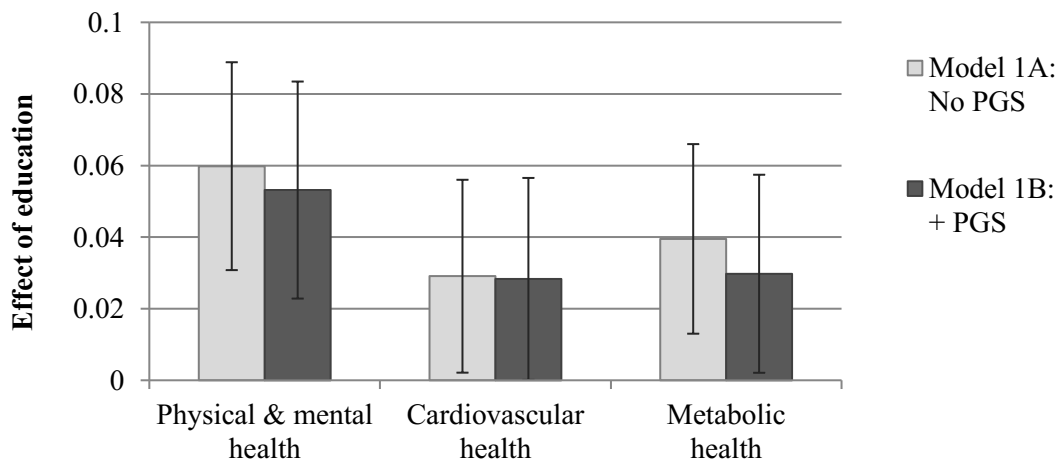 0.1
0.08
0.06
0.04
0.02
0
Effect of education
Physical & mental
health
Cardiovascular
health
Metabolic
health
Model 1A:
No PGS
Model 1B:
+ PGS